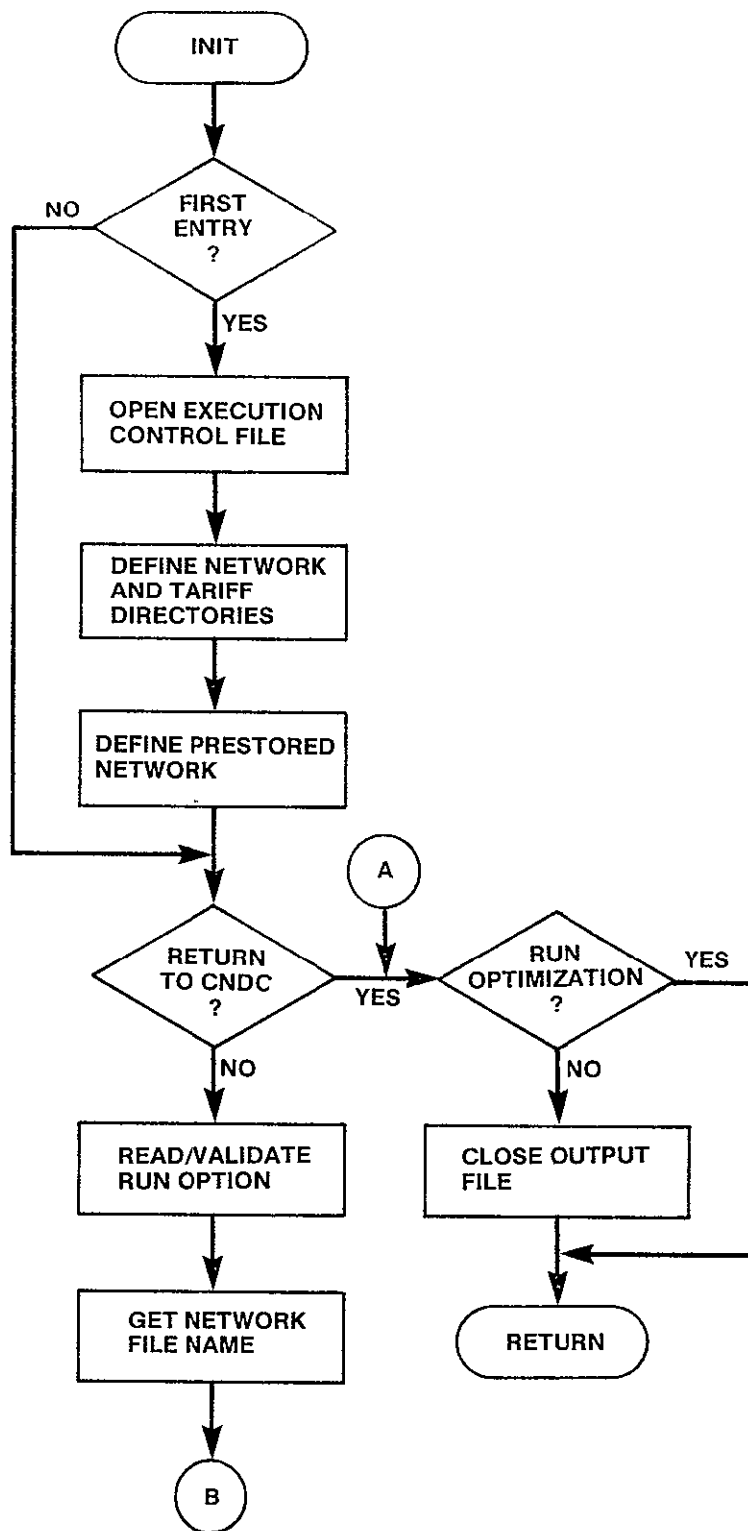 INIT
FIRST
ENTRY
?
NO
YES
OPEN EXECUTION
CONTROL FILE
DEFINE NETWORK
AND TARIFF
DIRECTORIES
DEFINE PRESTORED
NETWORK
A
RETURN
TO CNDC
?
YES
NO
RUN
OPTIMIZATION
?
YES
NO
READ/VALIDATE
RUN OPTION
CLOSE OUTPUT
FILE
GET NETWORK
FILE NAME
RETURN
B